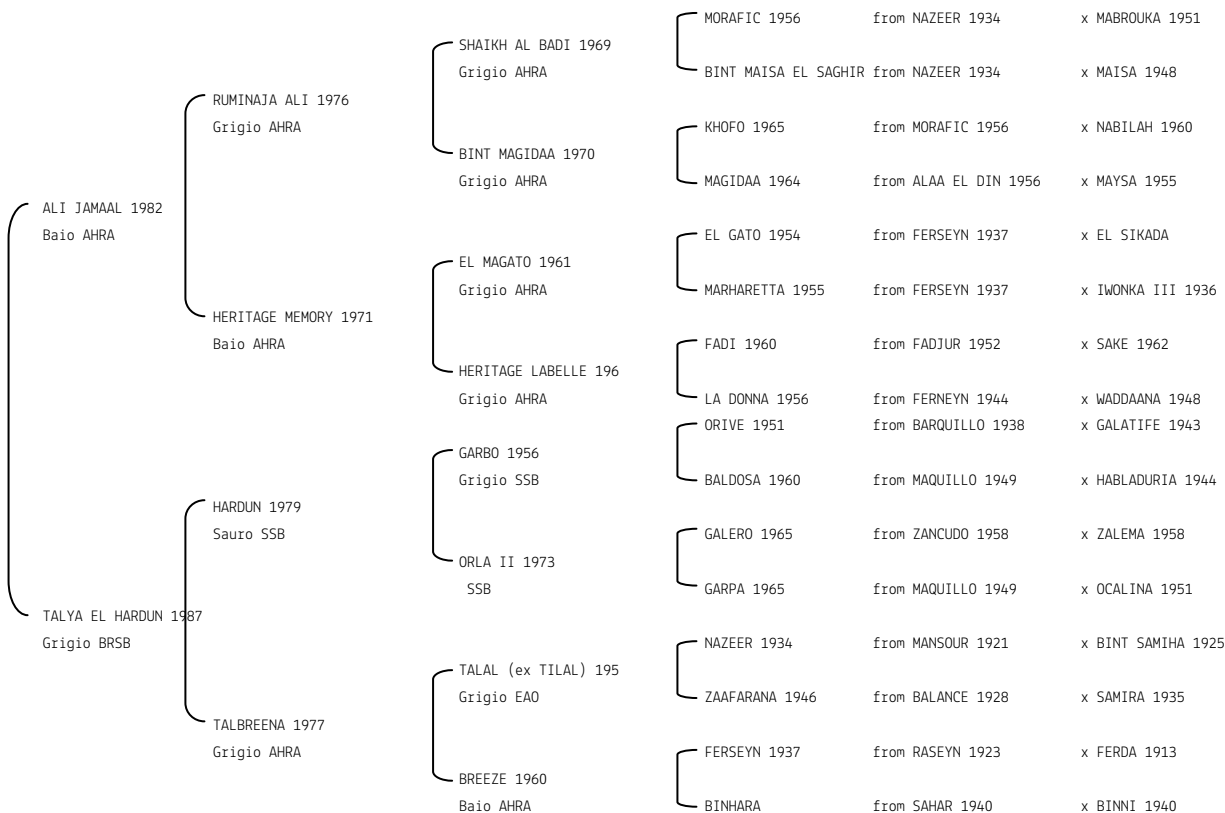 MORAFIC 1956 from NAZEER 1934 x MABROUKA 1951
SHAIKH AL BADI 1969
Grigio AHRA BINT MAISA EL SAGHIR from NAZEER 1934 x MAISA 1948
RUMINAJA ALI 1976
Grigio AHRA KHOFO 1965 from MORAFIC 1956 x NABILAH 1960
BINT MAGIDAA 1970
Grigio AHRA MAGIDAA 1964 from ALAA EL DIN 1956 x MAYSA 1955
ALI JAMAAL 1982
Baio AHRA EL GATO 1954 from FERSEYN 1937 x EL SIKADA
EL MAGATO 1961
Grigio AHRA MARHARETTA 1955 from FERSEYN 1937 x IWONKA III 1936
HERITAGE MEMORY 1971
Baio AHRA FADI 1960 from FADJUR 1952 x SAKE 1962
HERITAGE LABELLE 196
Grigio AHRA LA DONNA 1956 from FERNEYN 1944 x WADDAANA 1948
ORIVE 1951 from BARQUILLO 1938 x GALATIFE 1943
GARBO 1956
Grigio SSB BALDOSA 1960 from MAQUILLO 1949 x HABLADURIA 1944
HARDUN 1979
Sauro SSB GALERO 1965 from ZANCUDO 1958 x ZALEMA 1958
ORLA II 1973
SSB GARPA 1965 from MAQUILLO 1949 x OCALINA 1951
TALYA EL HARDUN 1987
Grigio BRSB NAZEER 1934 from MANSOUR 1921 x BINT SAMIHA 1925
TALAL (ex TILAL) 195
Grigio EAO ZAAFARANA 1946 from BALANCE 1928 x SAMIRA 1935
TALBREENA 1977
Grigio AHRA FERSEYN 1937 from RASEYN 1923 x FERDA 1913
BREEZE 1960
Baio AHRA BINHARA from SAHAR 1940 x BINNI 1940